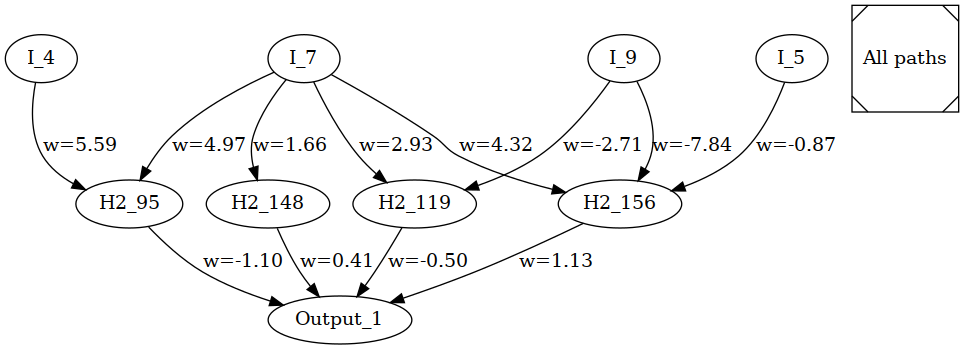 I_4
I_7
I_9
I_5
All paths
w=5.59
w=4.97
w=1.66
w=2.93
w=4.32
w=-2.71
w=-7.84
w=-0.87
H2_95
H2_148
H2_119
H2_156
w=-1.10
w=0.41
w=-0.50
w=1.13
Output_1